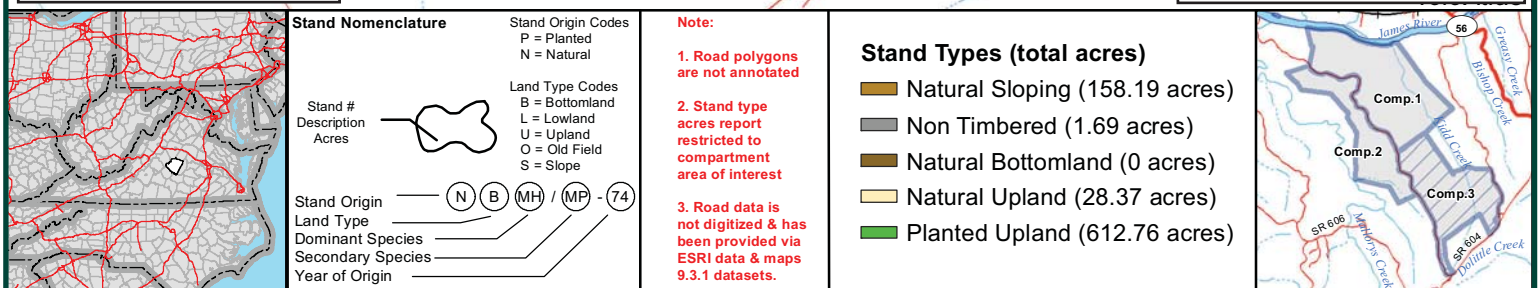 Stand Nomenclature
Stand Origin Codes
P = Planted
N = Natural
Land Type Codes
B = Bottomland
L = Lowland
U = Upland
O = Old Field
S = Slope
Stand #
Description
Acres
Stand Origin
N B MH / MP - 74
Land Type
Dominant Species
Secondary Species
Year of Origin
Note:
1. Road polygons
are not annotated
2. Stand type
acres report
restricted to
compartment
area of interest
3. Road data is
not digitized & has
been provided via
ESRI data & maps
9.3.1 datasets.
Stand Types (total acres)
Natural Sloping (158.19 acres)
Non Timbered (1.69 acres)
Natural Bottomland (0 acres)
Natural Upland (28.37 acres)
Planted Upland (612.76 acres)
James River
56
Greasy Creek
Bishop Creek
Comp.1
Kidd Creek
Comp.2
Comp.3
SR 606
Mallorys Creek
SR 604
Dolittle Creek